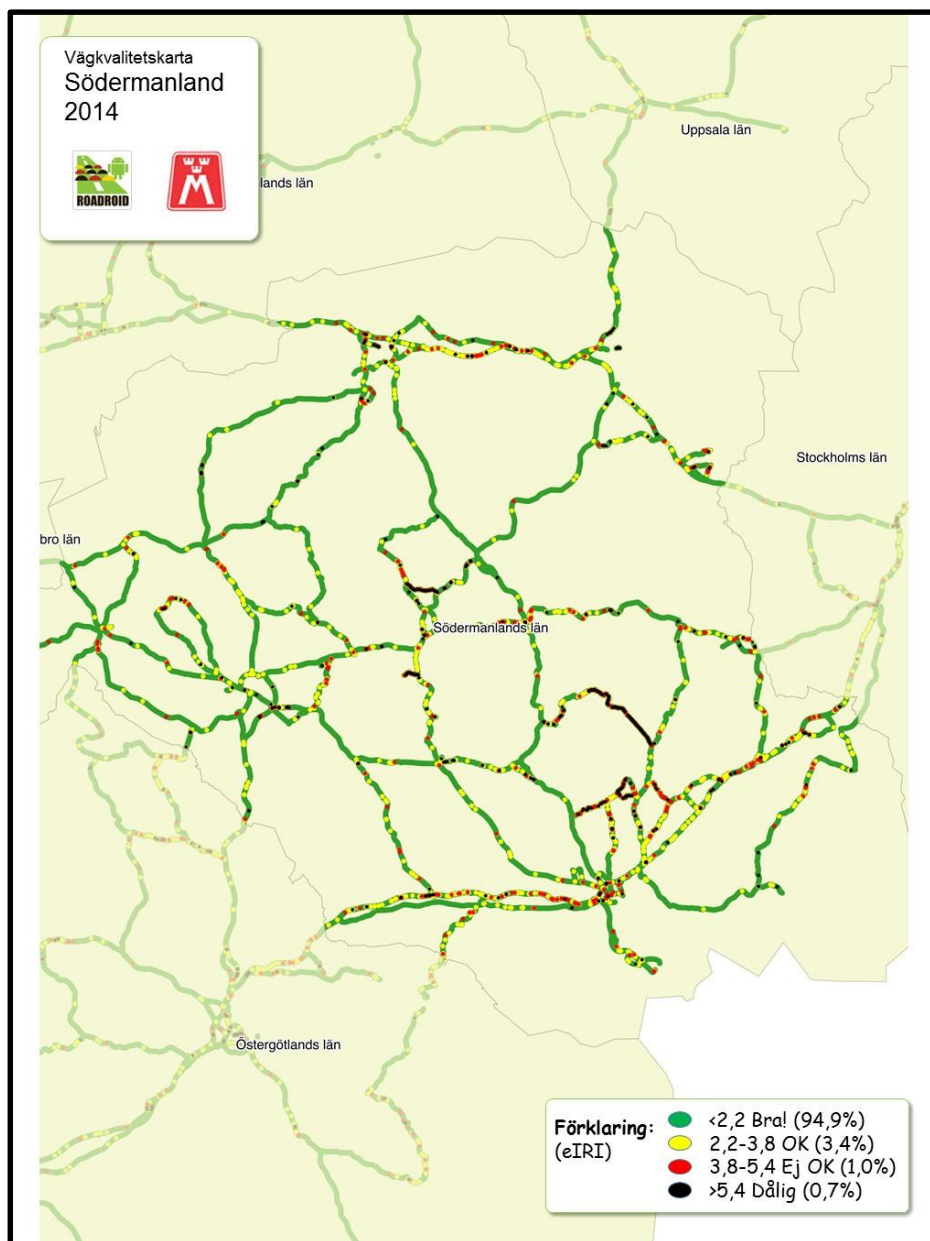 Vägkvalitetskarta
Södermanland
2014
ROADROID
M
Uppsala län
lands län
Stockholms län
bro län
Södermanlands län
Östergötlands län
Förklaring:
(eIRI)
<2,2 Bra! (94,9%)
2,2-3,8 OK (3,4%)
3,8-5,4 Ej OK (1,0%)
>5,4 Dålig (0,7%)